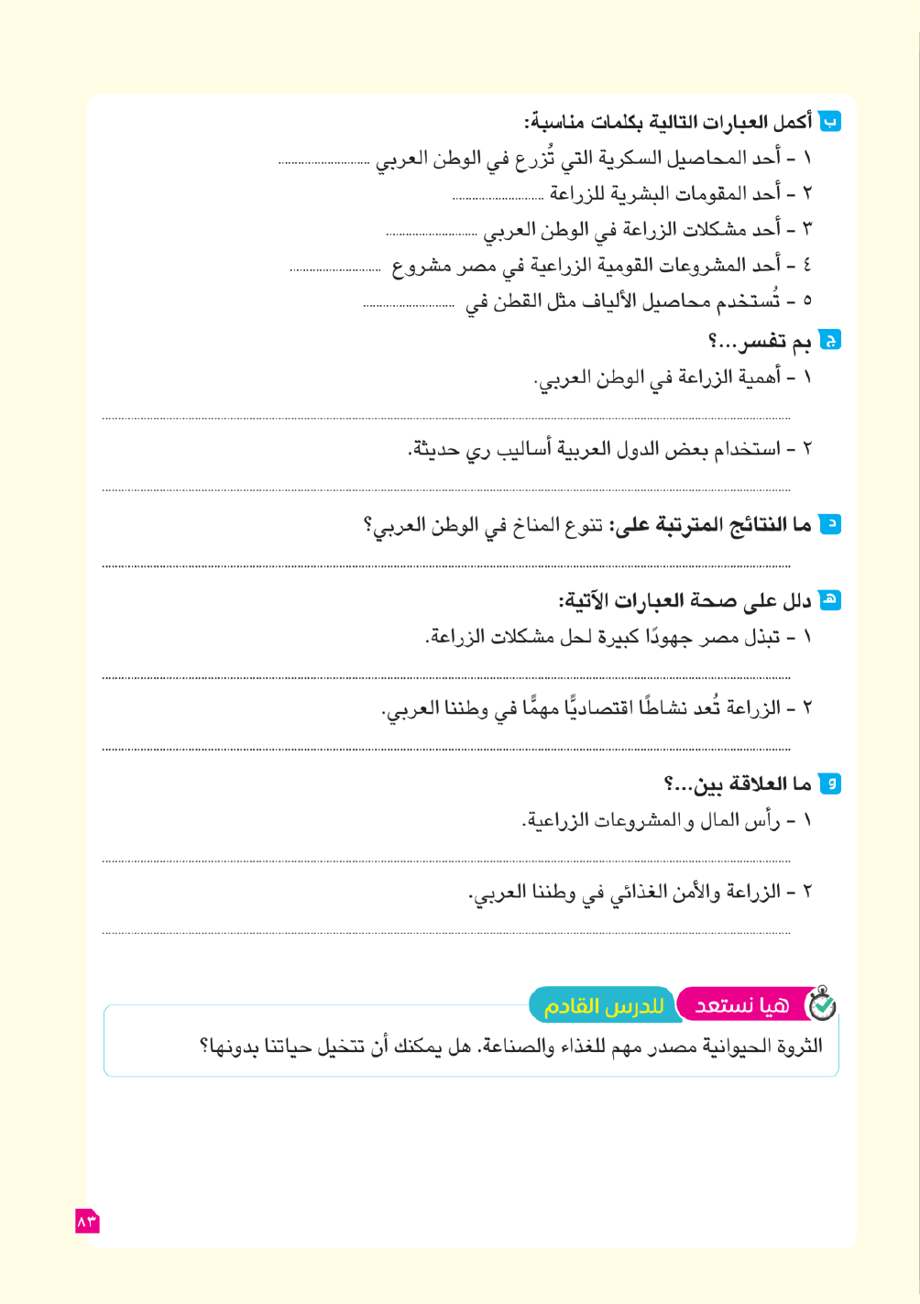 ب أكمل العبارات التالية بكلمات مناسبة:
١ - أحد المحاصيل السكرية التي تُزرع في الوطن العربي ............................
٢ - أحد المقومات البشرية للزراعة ............................
٣ - أحد مشكلات الزراعة في الوطن العربي ............................
٤ - أحد المشروعات القومية الزراعية في مصر مشروع ............................
٥ - تُستخدم محاصيل الألياف مثل القطن في ............................
ج بم تفسر...؟
١ - أهمية الزراعة في الوطن العربي.
٢ - استخدام بعض الدول العربية أساليب ري حديثة.
د ما النتائج المترتبة على: تنوع المناخ في الوطن العربي؟
هـ دلل على صحة العبارات الآتية:
١ - تبذل مصر جهودًا كبيرة لحل مشكلات الزراعة.
٢ - الزراعة تُعد نشاطًا اقتصاديًّا مهمًّا في وطننا العربي.
و ما العلاقة بين...؟
١ - رأس المال والمشروعات الزراعية.
٢ - الزراعة والأمن الغذائي في وطننا العربي.
هيا نستعد للدرس القادم
الثروة الحيوانية مصدر مهم للغذاء والصناعة. هل يمكنك أن تتخيل حياتنا بدونها؟
٨٣